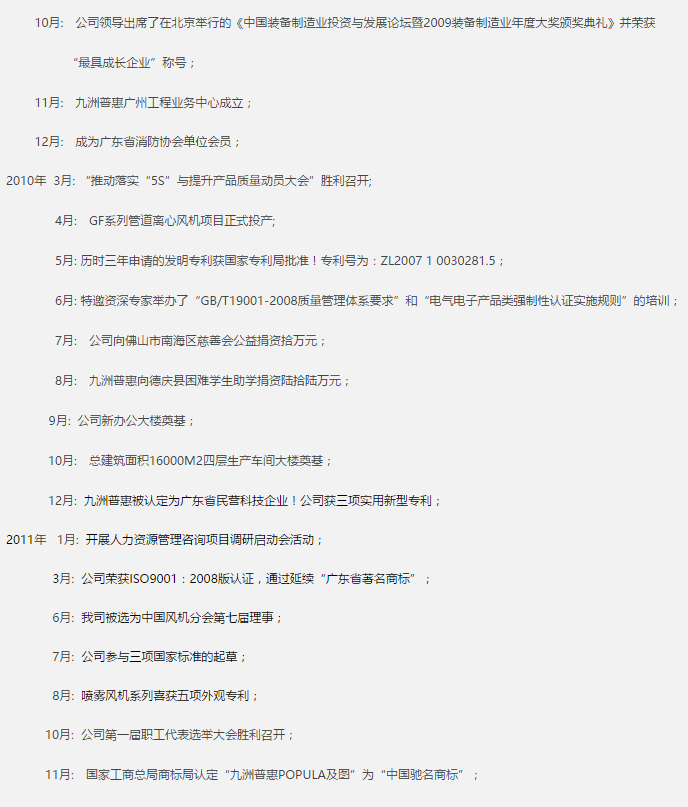 10月： 公司领导出席了在北京举行的《中国装备制造业投资与发展论坛暨2009装备制造业年度大奖颁奖典礼》并荣获
“最具成长企业”称号；
11月： 九洲普惠广州工程业务中心成立；
12月： 成为广东省消防协会单位会员；
2010年 3月: “推动落实“5S”与提升产品质量动员大会”胜利召开;
4月： GF系列管道离心风机项目正式投产;
5月: 历时三年申请的发明专利获国家专利局批准！专利号为：ZL2007 1 0030281.5；
6月: 特邀资深专家举办了“GB/T19001-2008质量管理体系要求”和“电气电子产品类强制性认证实施规则”的培训；
7月: 公司向佛山市南海区慈善会公益捐资拾万元；
8月: 九洲普惠向德庆县困难学生助学捐资陆拾陆万元；
9月: 公司新办公大楼奠基；
10月: 总建筑面积16000M2四层生产车间大楼奠基；
12月: 九洲普惠被认定为广东省民营科技企业！公司获三项实用新型专利；
2011年 1月: 开展人力资源管理咨询项目调研启动会活动；
3月: 公司荣获ISO9001：2008版认证，通过延续“广东省著名商标”；
6月: 我司被选为中国风机分会第七届理事；
7月: 公司参与三项国家标准的起草；
8月: 喷雾风机系列喜获五项外观专利；
10月: 公司第一届职工代表选举大会胜利召开；
11月: 国家工商总局商标局认定“九洲普惠POPULA及图”为“中国驰名商标”；